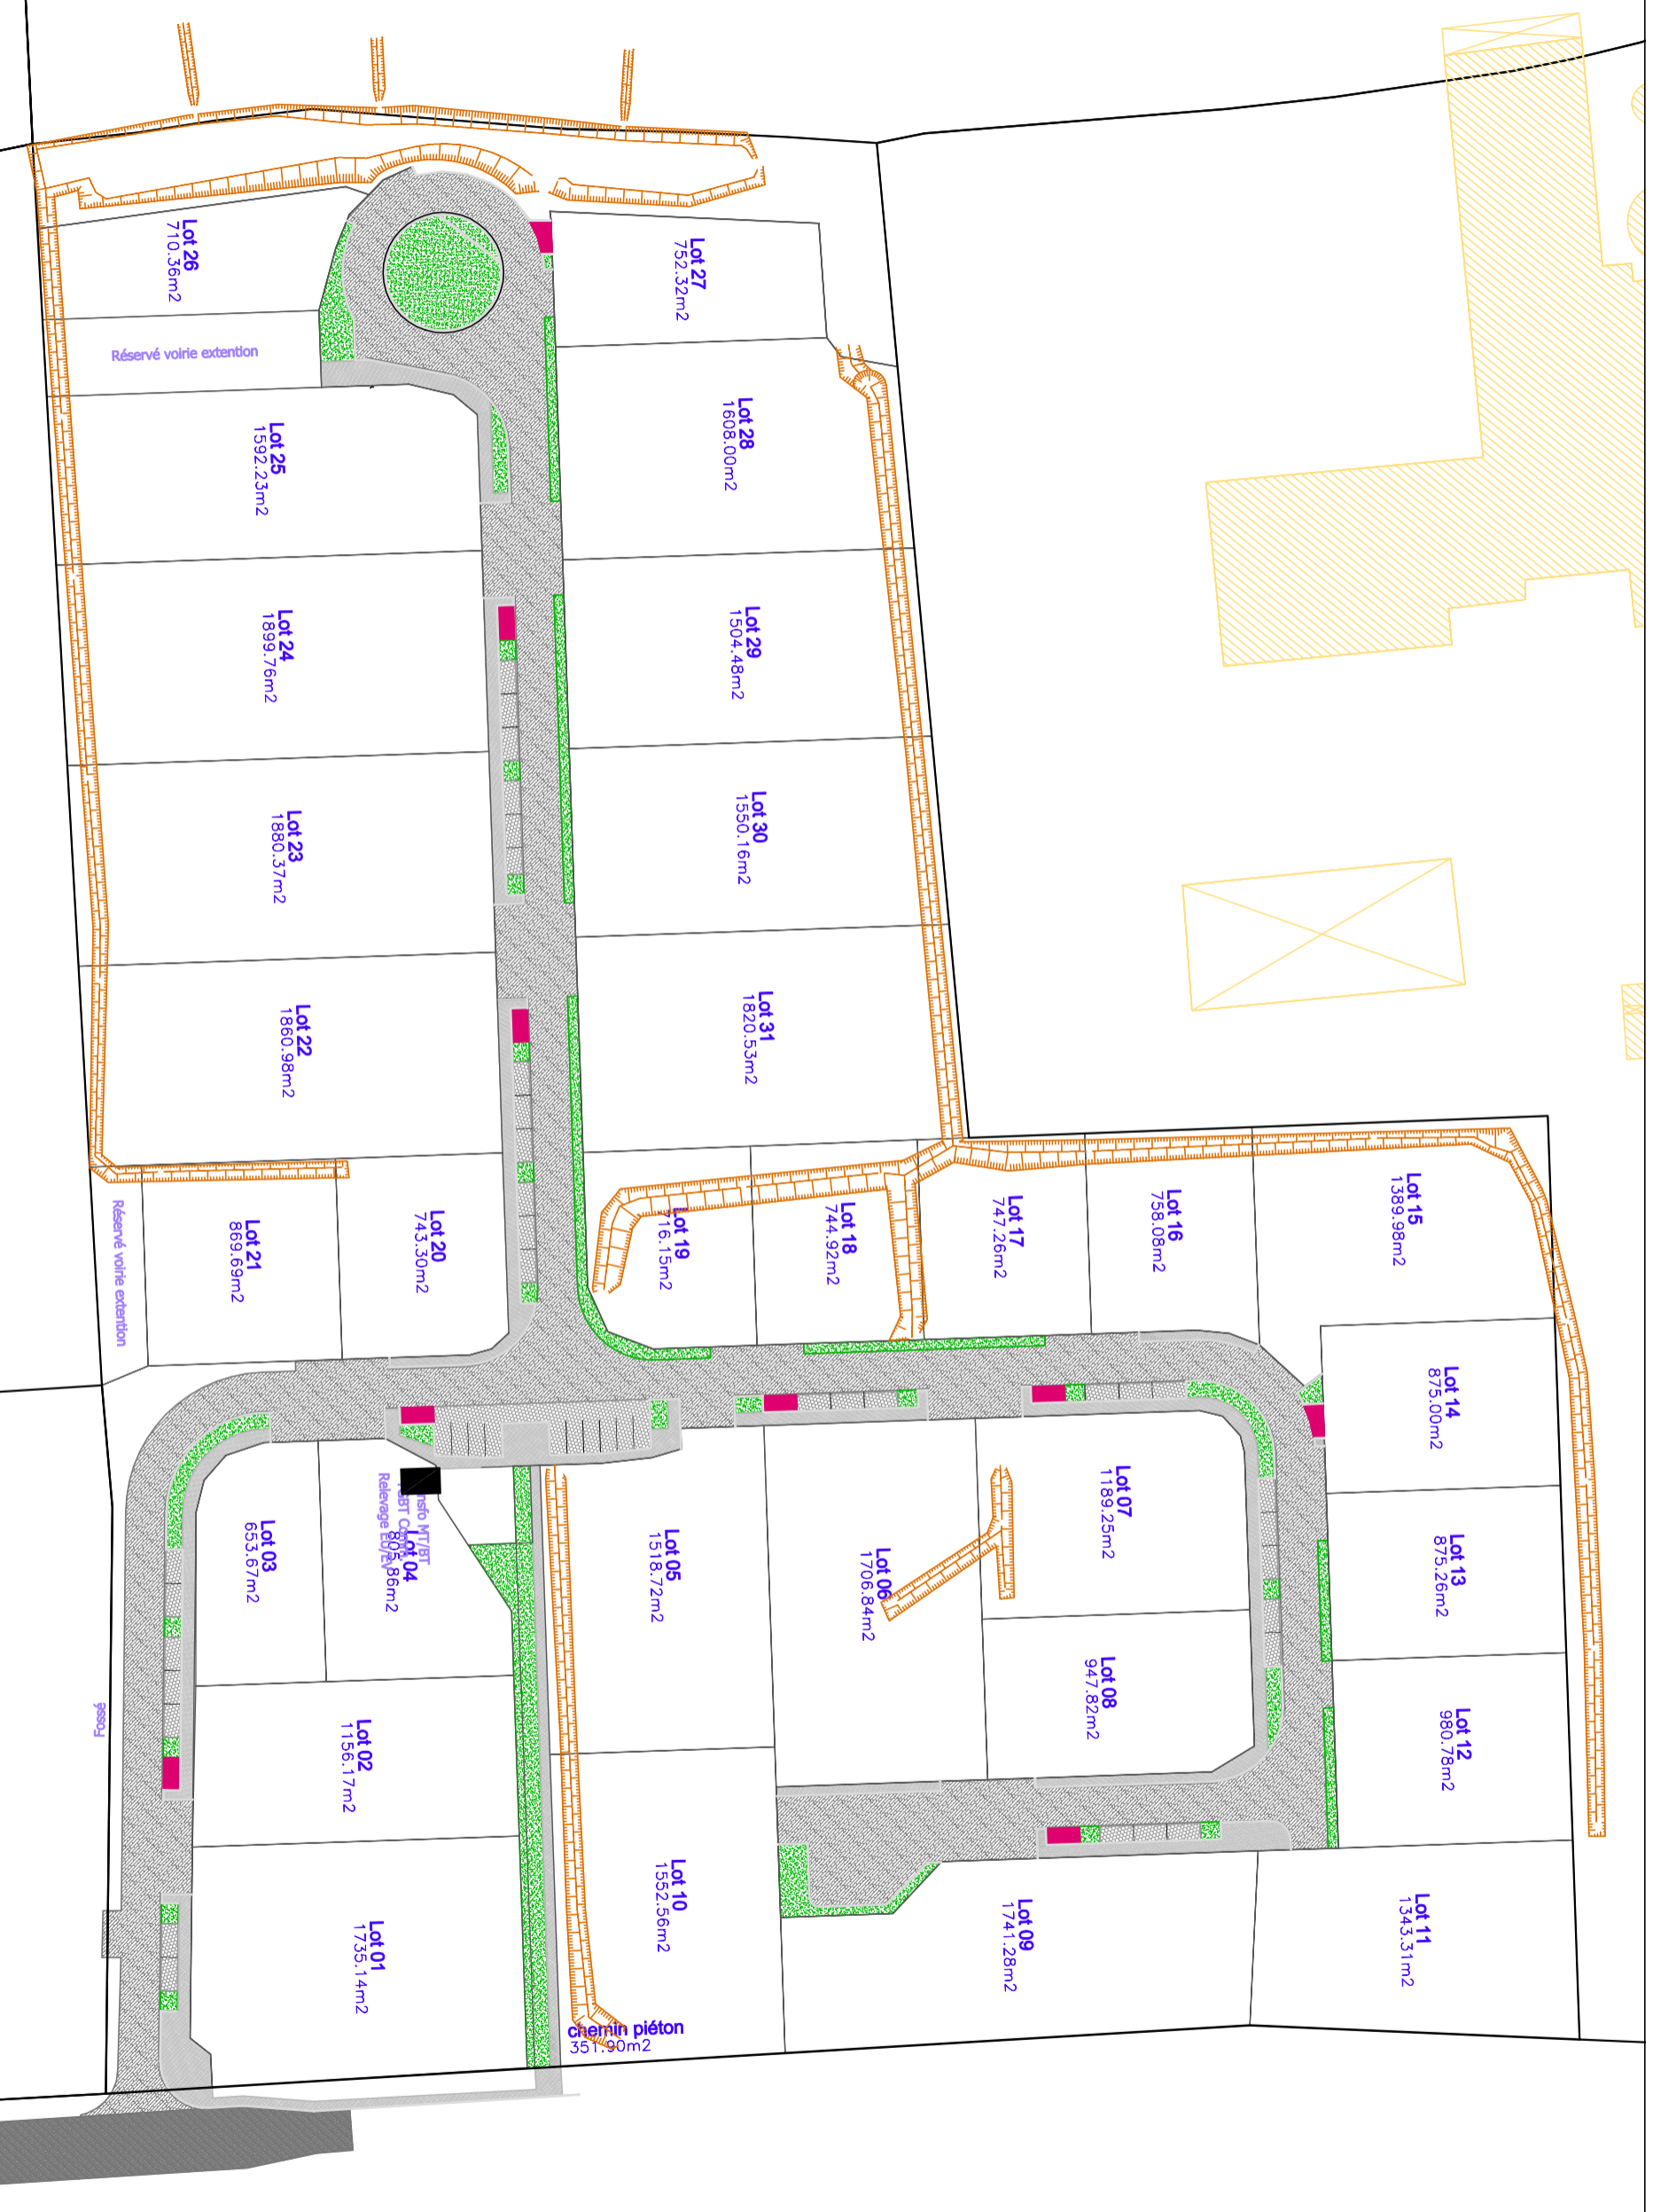 Lot 26
710.36m2
Réservé voirie extention
Lot 27
752.32m2
Lot 25
1592.23m2
Lot 28
1608.00m2
Lot 24
1899.76m2
Lot 29
1504.48m2
Lot 23
1880.37m2
Lot 30
1550.16m2
Lot 22
1860.98m2
Lot 31
1820.53m2
Réservé voirie extention
Lot 21
869.69m2
Lot 20
743.30m2
Lot 19
716.15m2
Lot 18
744.92m2
Lot 17
747.26m2
Lot 16
758.08m2
Lot 15
1389.98m2
Lot 14
875.00m2
Lot 13
875.26m2
Lot 12
980.78m2
Lot 11
1343.31m2
Lot 07
1189.25m2
Lot 08
947.82m2
Lot 06
1706.84m2
Lot 05
1518.72m2
MT/BT
Relevage
Lot 04
Lot 03
653.67m2
Lot 02
1156.17m2
Lot 01
1735.14m2
Fossé
Lot 10
1552.56m2
Lot 09
1741.28m2
chemin piéton
351.90m2